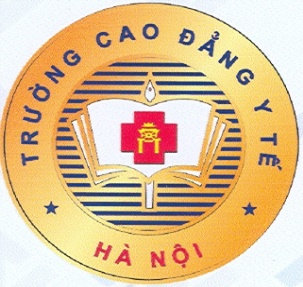 TRƯỜNG CAO ĐẲNG Y TẾ
HÀ NỘI